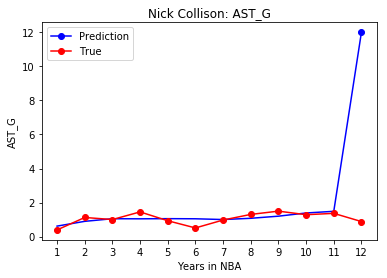 Nick Collison: AST_G
Prediction
True
12
10
8
6
4
2
0
AST_G
1 2 3 4 5 6 7 8 9 10 11 12
Years in NBA